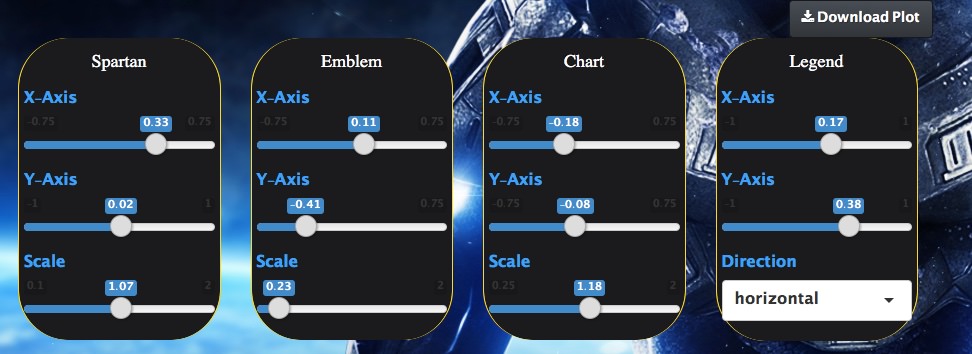 Download Plot
Spartan
X-Axis
-0.75 0.33 0.75
Y-Axis
-1 0.02 1
Scale
0.1 1.07 2
Emblem
X-Axis
-0.75 0.11 0.75
Y-Axis
-0.41 0.75
Scale
0.23 2
Chart
X-Axis
-0.75 -0.18 0.75
Y-Axis
-0.75 -0.08 0.75
Scale
0.25 1.18 2
Legend
X-Axis
-1 0.17 1
Y-Axis
-1 0.38 1
Direction
horizontal